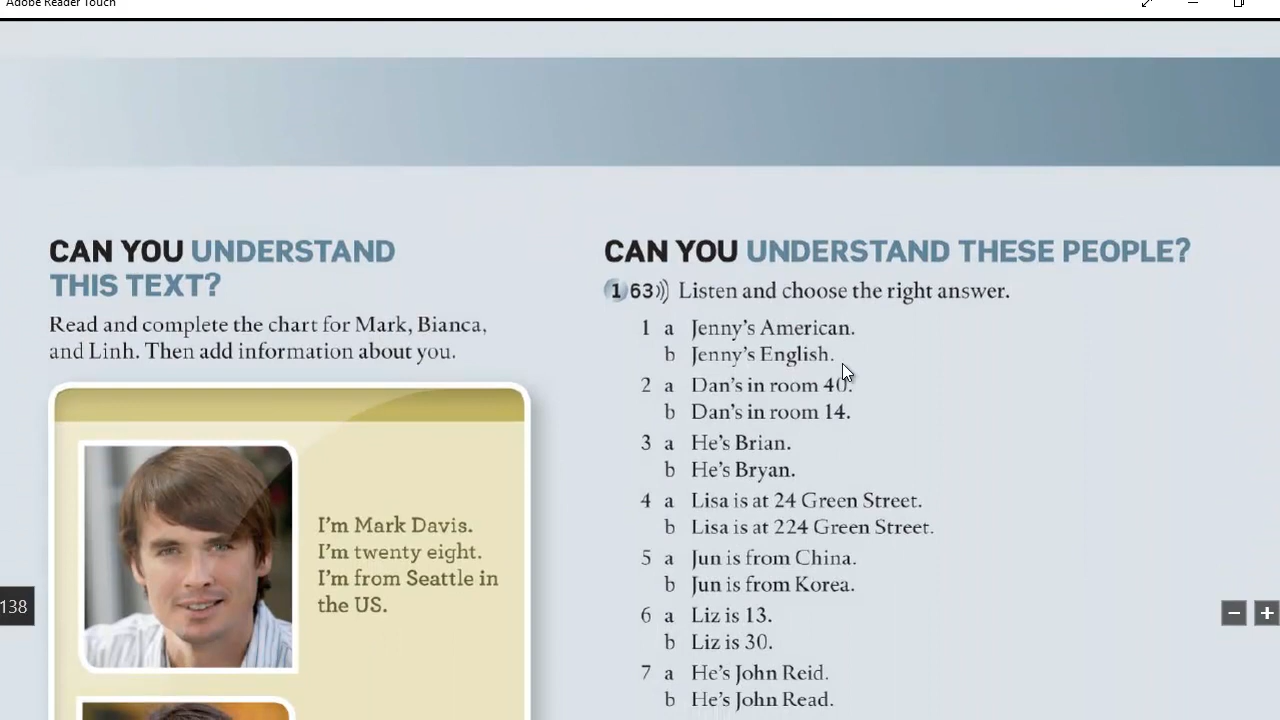 Adobe Reader Touch
CAN YOU UNDERSTAND
THIS TEXT?
Read and complete the chart for Mark, Bianca,
and Linh. Then add information about you.
I'm Mark Davis.
I'm twenty eight.
I'm from Seattle in
the US.
138
CAN YOU UNDERSTAND THESE PEOPLE?
1 63 Listen and choose the right answer.
1 a Jenny's American.
b Jenny's English.
2 a Dan's in room 40.
b Dan's in room 14.
3 a He's Brian.
b He's Bryan.
4 a Lisa is at 24 Green Street.
b Lisa is at 224 Green Street.
5 a Jun is from China.
b Jun is from Korea.
6 a Liz is 13.
b Liz is 30.
7 a He's John Reid.
b He's John Read.